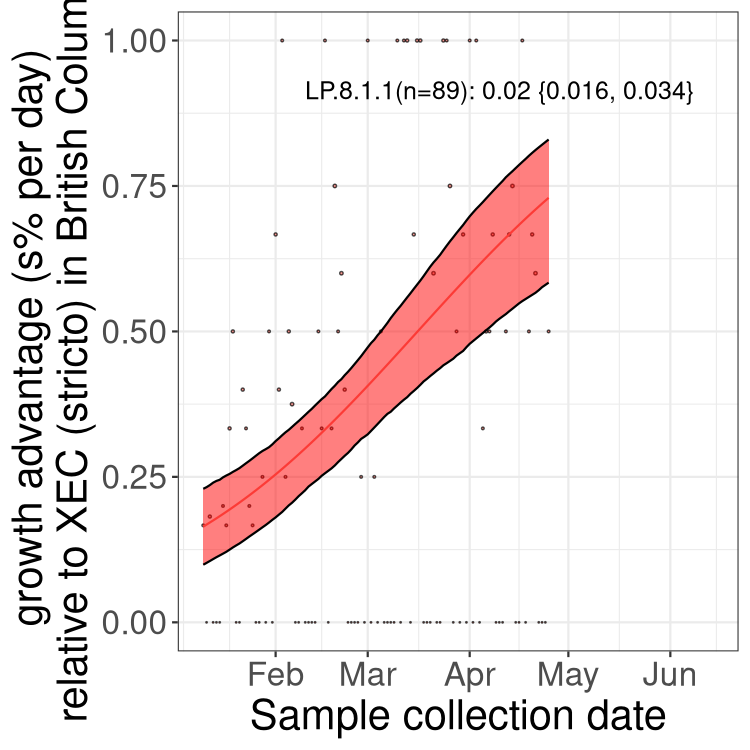 growth advantage (s% per day)
relative to XEC (stricto) in British Colum
1.00
0.75
0.50
0.25
0.00
LP.8.1.1(n=89): 0.02 {0.016, 0.034}
Feb Mar Apr May Jun
Sample collection date